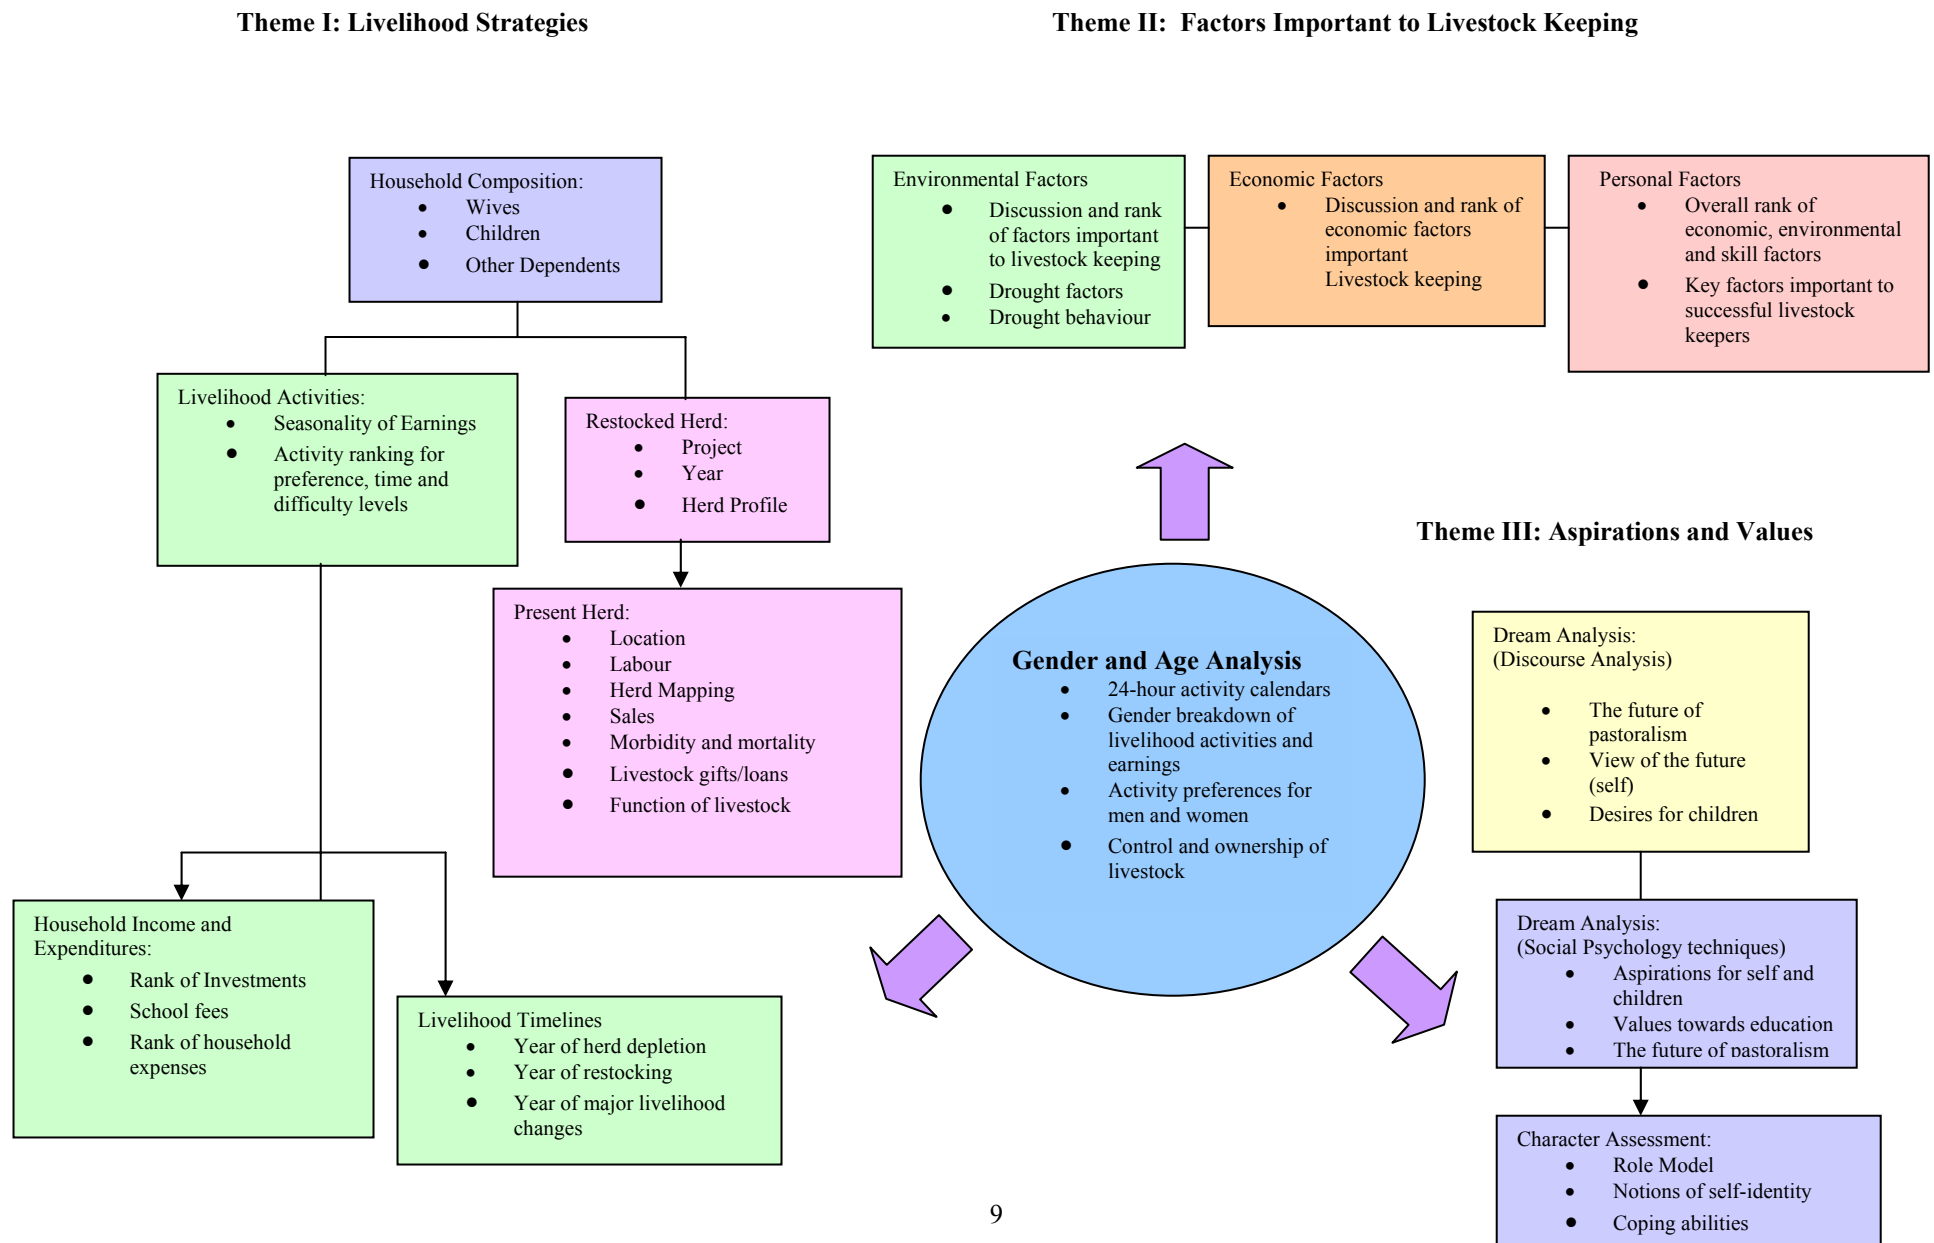 Theme I: Livelihood Strategies
Theme II: Factors Important to Livestock Keeping
Household Composition:
• Wives
• Children
• Other Dependents
Livelihood Activities:
• Seasonality of Earnings
• Activity ranking for
preference, time and
difficulty levels
Restocked Herd:
• Project
• Year
• Herd Profile
Present Herd:
• Location
• Labour
• Herd Mapping
• Sales
• Morbidity and mortality
• Livestock gifts/loans
• Function of livestock
Household Income and
Expenditures:
• Rank of Investments
• School fees
• Rank of household
expenses
Livelihood Timelines
• Year of herd depletion
• Year of restocking
• Year of major livelihood
changes
Environmental Factors
• Discussion and rank
of factors important
to livestock keeping
• Drought factors
• Drought behaviour
Economic Factors
• Discussion and rank of
economic factors
important
Livestock keeping
Personal Factors
• Overall rank of
economic, environmental
and skill factors
• Key factors important to
successful livestock
keepers
Gender and Age Analysis
• 24-hour activity calendars
• Gender breakdown of
livelihood activities and
earnings
• Activity preferences for
men and women
• Control and ownership of
livestock
Theme III: Aspirations and Values
Dream Analysis:
(Discourse Analysis)
• The future of
pastoralism
• View of the future
(self)
• Desires for children
Dream Analysis:
(Social Psychology techniques)
• Aspirations for self and
children
• Values towards education
• The future of pastoralism
Character Assessment:
• Role Model
• Notions of self-identity
• Coping abilities
9